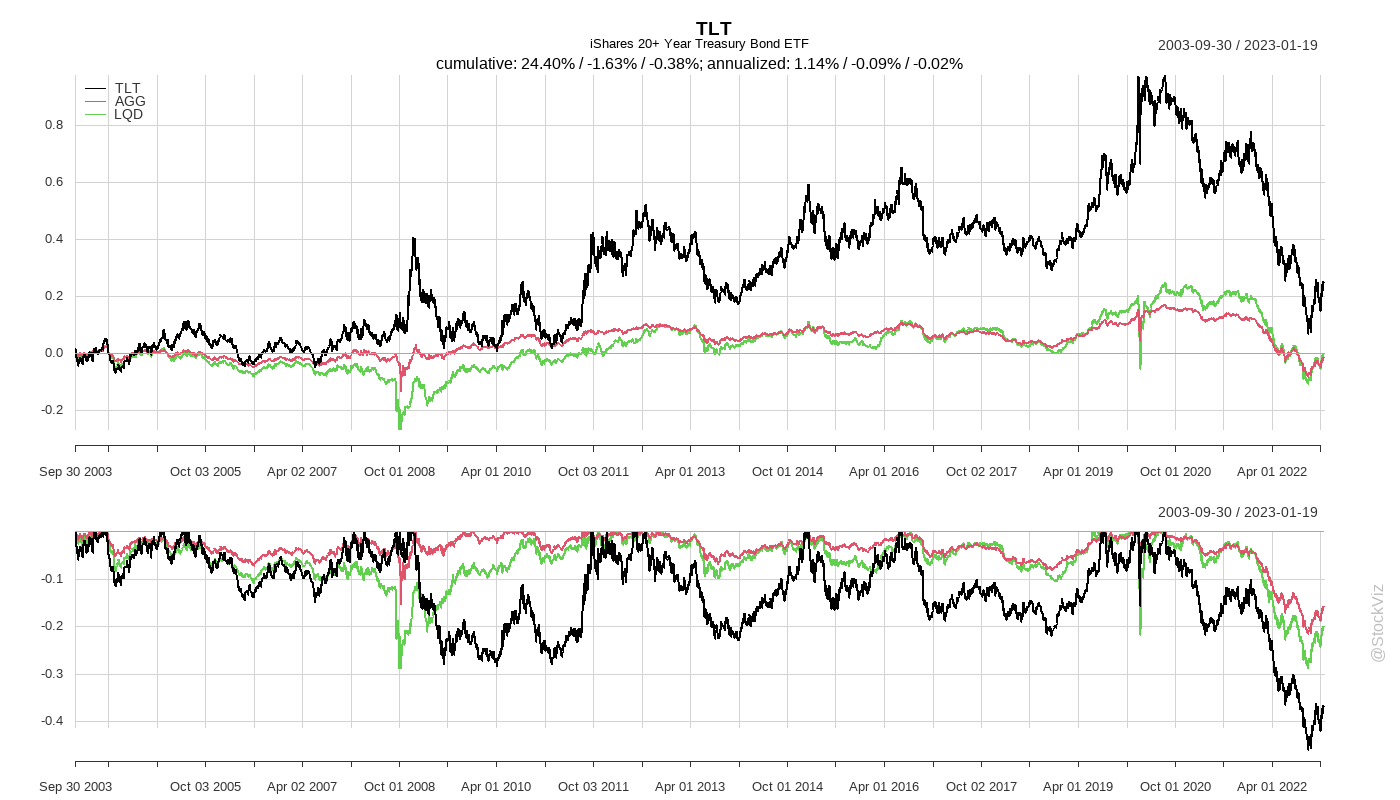 TLT
iShares 20+ Year Treasury Bond ETF
2003-09-30 / 2023-01-19
cumulative: 24.40% / -1.63% / -0.38%; annualized: 1.14% / -0.09% / -0.02%
TLT
AGG
LQD
0.8
0.6
0.4
0.2
0.0
-0.2
Sep 30 2003 Oct 03 2005 Apr 02 2007 Oct 01 2008 Apr 01 2010 Oct 03 2011 Apr 01 2013 Oct 01 2014 Apr 01 2016 Oct 02 2017 Apr 01 2019 Oct 01 2020 Apr 01 2022
2003-09-30 / 2023-01-19
-0.1
-0.2
-0.3
-0.4
Sep 30 2003 Oct 03 2005 Apr 02 2007 Oct 01 2008 Apr 01 2010 Oct 03 2011 Apr 01 2013 Oct 01 2014 Apr 01 2016 Oct 02 2017 Apr 01 2019 Oct 01 2020 Apr 01 2022
@StockViz